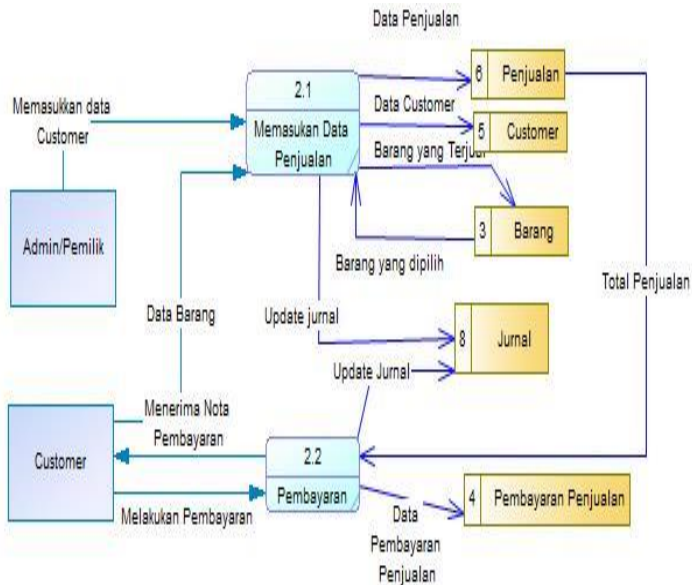 Data Penjualan
6 Penjualan
2.1
Memasukan Data
Penjualan
Memasukkan data
Customer
Data Customer
5 Customer
Barang yang Terjual
3 Barang
Barang yang dipilih
Admin/Pemilik
Total Penjualan
Data Barang
Update jurnal
8 Jurnal
Update Jurnal
Menerima Nota
Pembayaran
Customer
2.2
Pembayaran
4 Pembayaran Penjualan
Melakukan Pembayaran
Data
Pembayaran
Penjualan